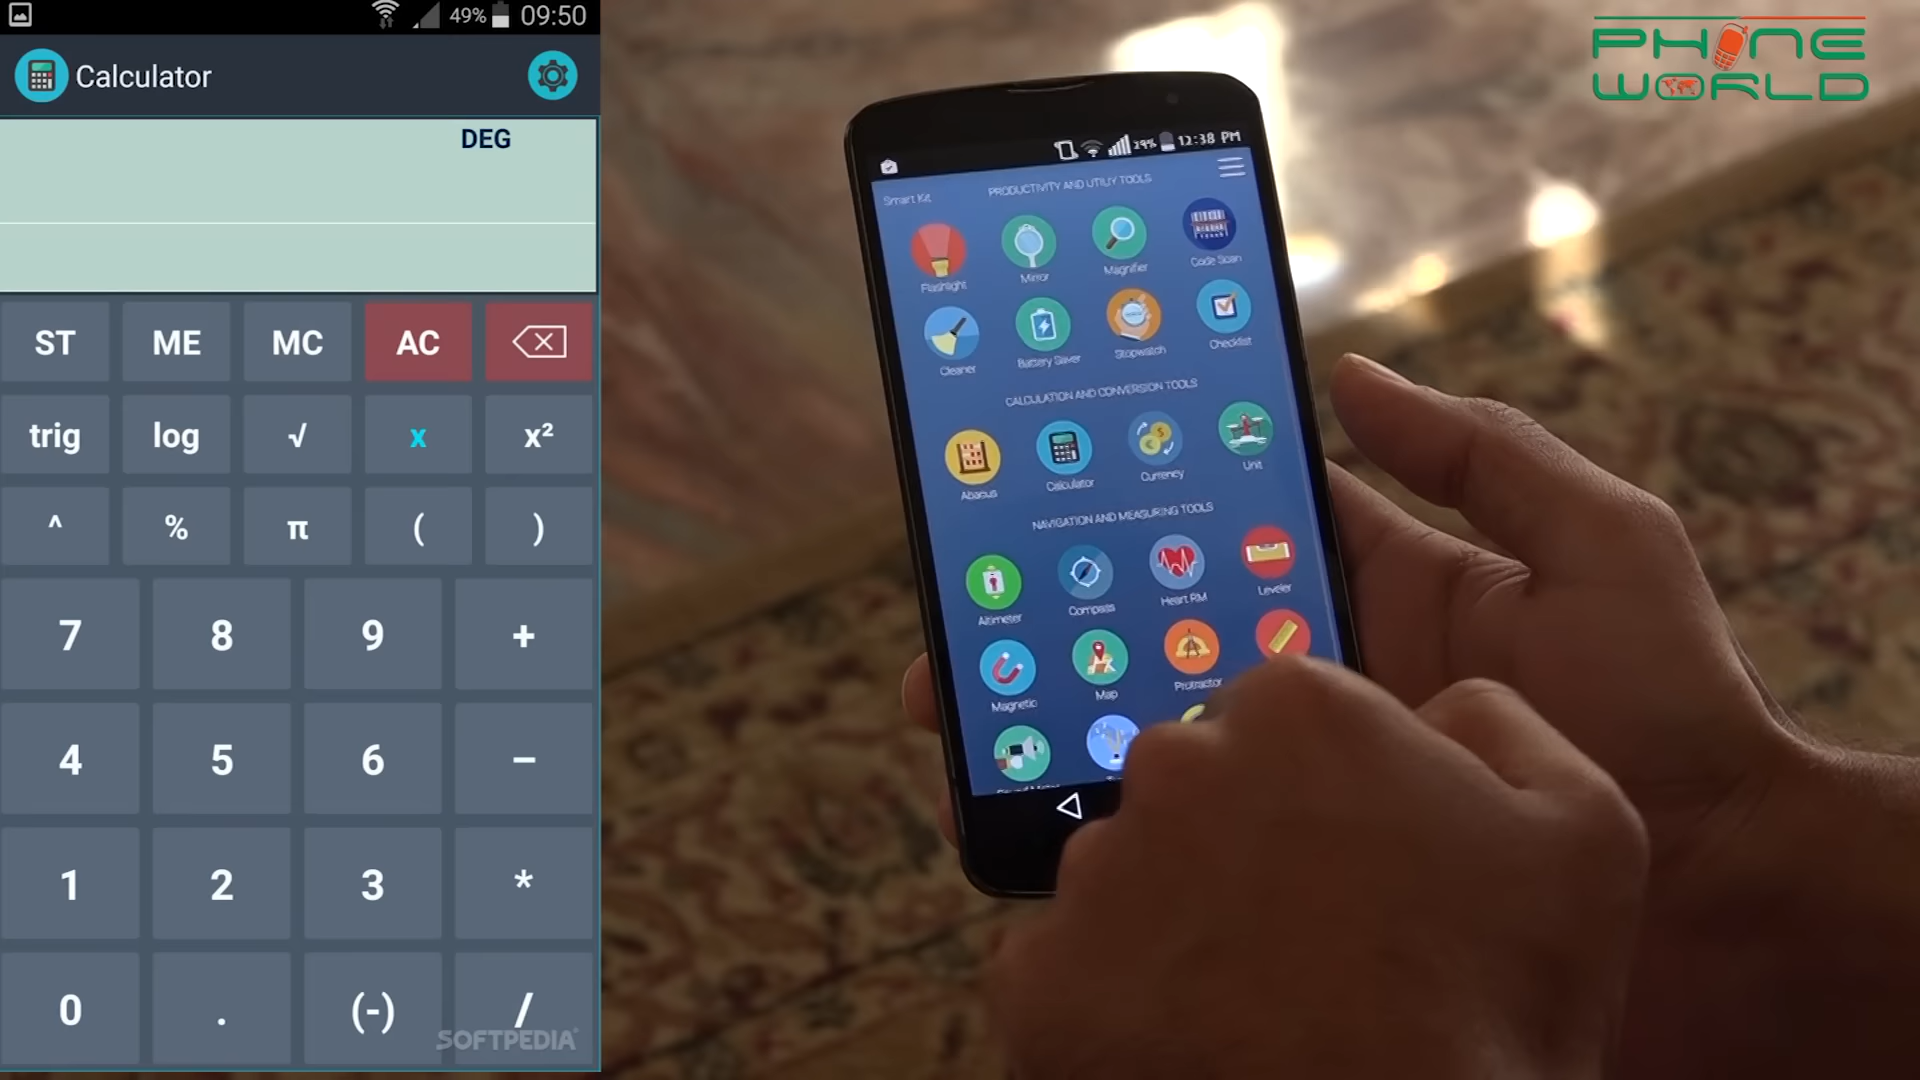 49% 09:50
Calculator
DEG
ST ME MC AC
trig log √ x x²
^ % π ( )
7 8 9 +
4 5 6 −
1 2 3 *
0 . (-) /
SOFTPEDIA
PHONE
WORLD
12:38 PM
Smart Kit
PRODUCTIVITY AND UTILIY TOOLS
Flashlight Mirror Magnifier Code Scan
Cleaner Battery Saver Stopwatch Checklist
CALCULATION AND CONVERSION TOOLS
Abacus Calculator Currency Unit
NAVIGATION AND MEASURING TOOLS
Altimeter Compass Heart RM Leveler
Magnetic Map Protractor